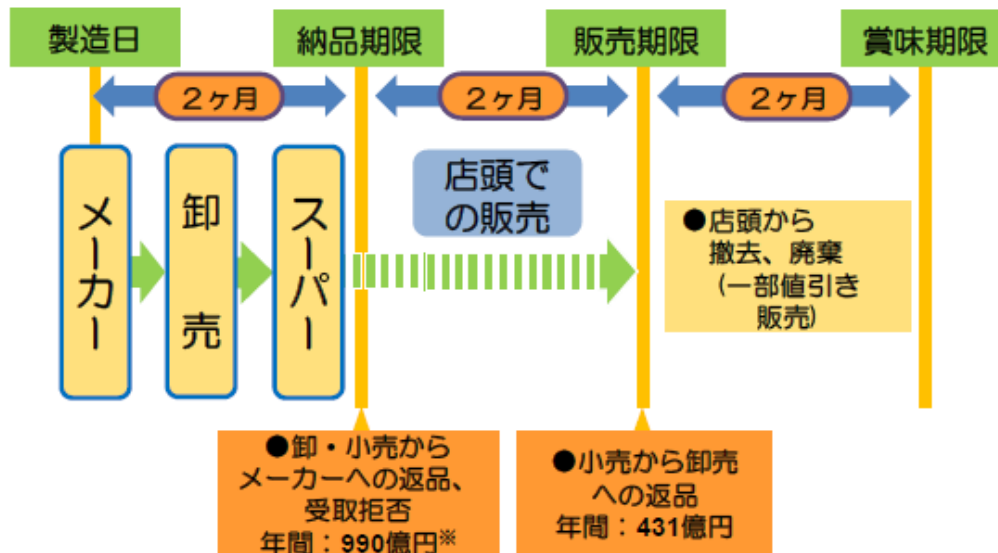 製造日
納品期限
販売期限
賞味期限
2ヶ月
2ヶ月
2ヶ月
メーカー
卸売
スーパー
店頭で
の販売
●店頭から
撤去、廃棄
(一部値引き
販売)
●卸・小売から
メーカーへの返品、
受取拒否
年間：990億円※
●小売から卸売
への返品
年間：431億円